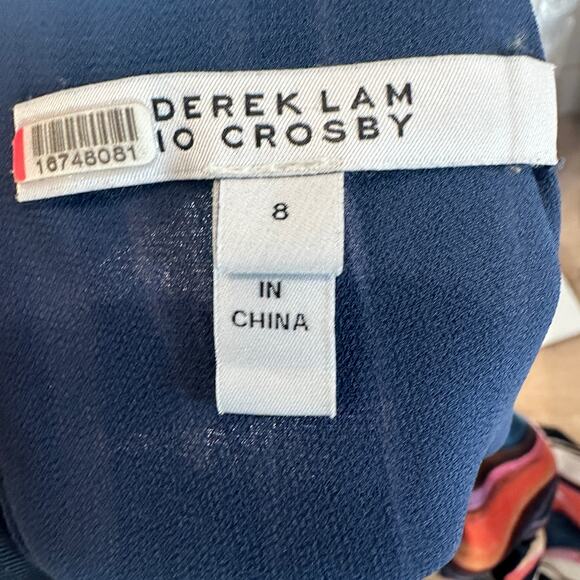 DEREK LAM
10 CROSBY
16748081
8
IN
CHINA